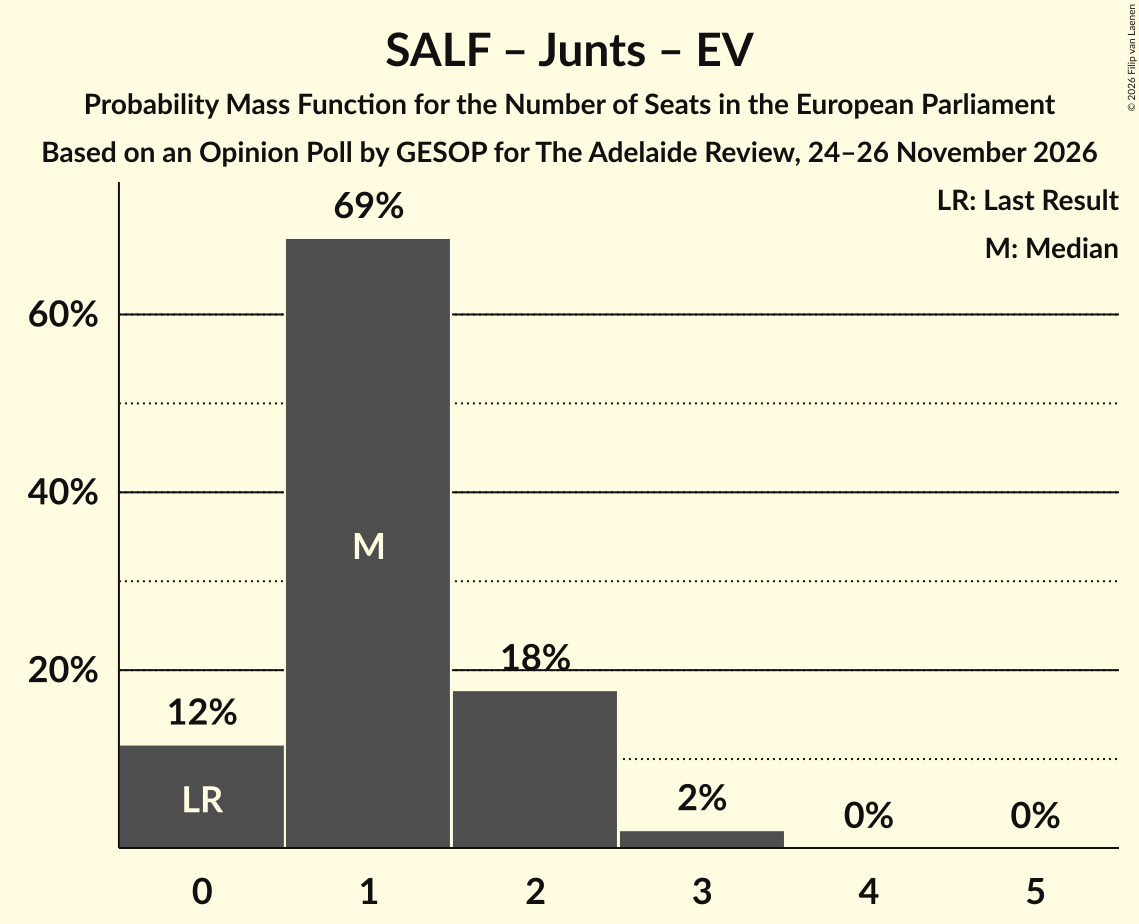 SALF – Junts – EV
Probability Mass Function for the Number of Seats in the European Parliament
Based on an Opinion Poll by GESOP for The Adelaide Review, 24–26 November 2026
© 2026 Filip van Laenen
LR: Last Result
M: Median
69%
60%
40%
M
18%
20%
12%
LR
2%
0%
0%
0
1
2
3
4
5